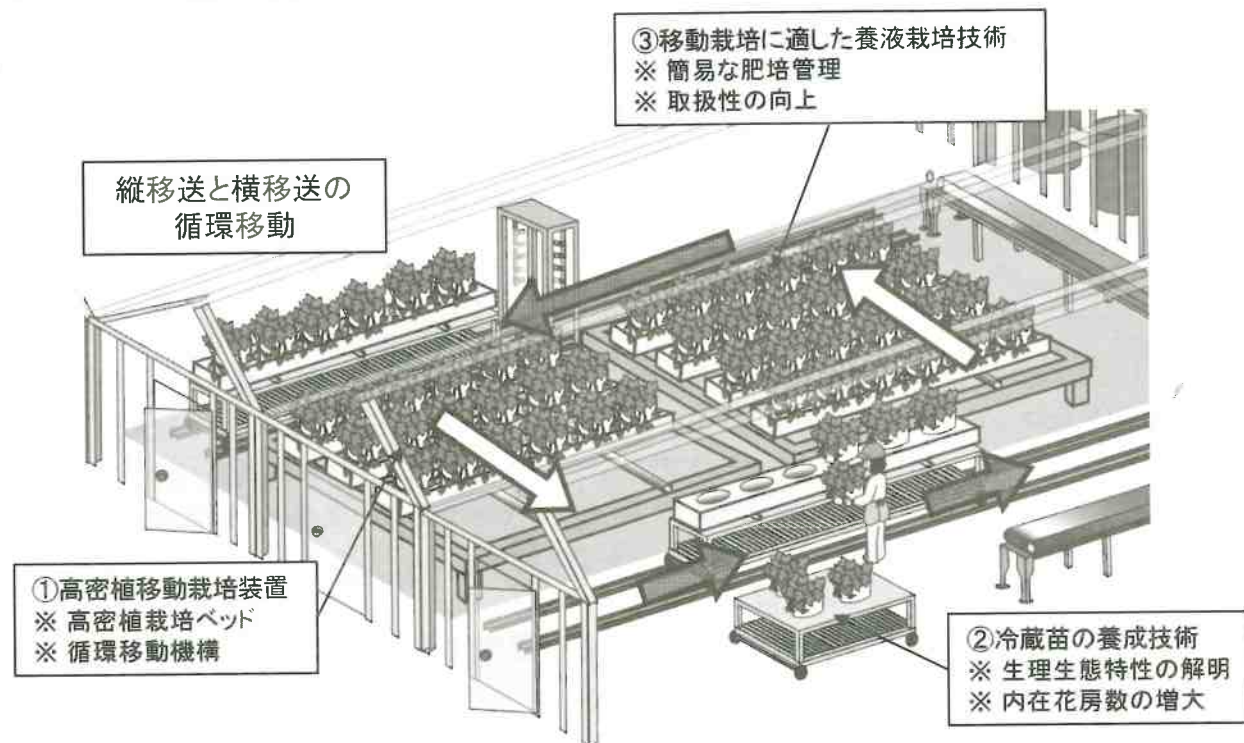 ③移動栽培に適した養液栽培技術
※ 簡易な肥培管理
※ 取扱性の向上
縦移送と横移送の
循環移動
①高密植移動栽培装置
※ 高密植栽培ベッド
※ 循環移動機構
②冷蔵苗の養成技術
※ 生理生態特性の解明
※ 内在花房数の増大